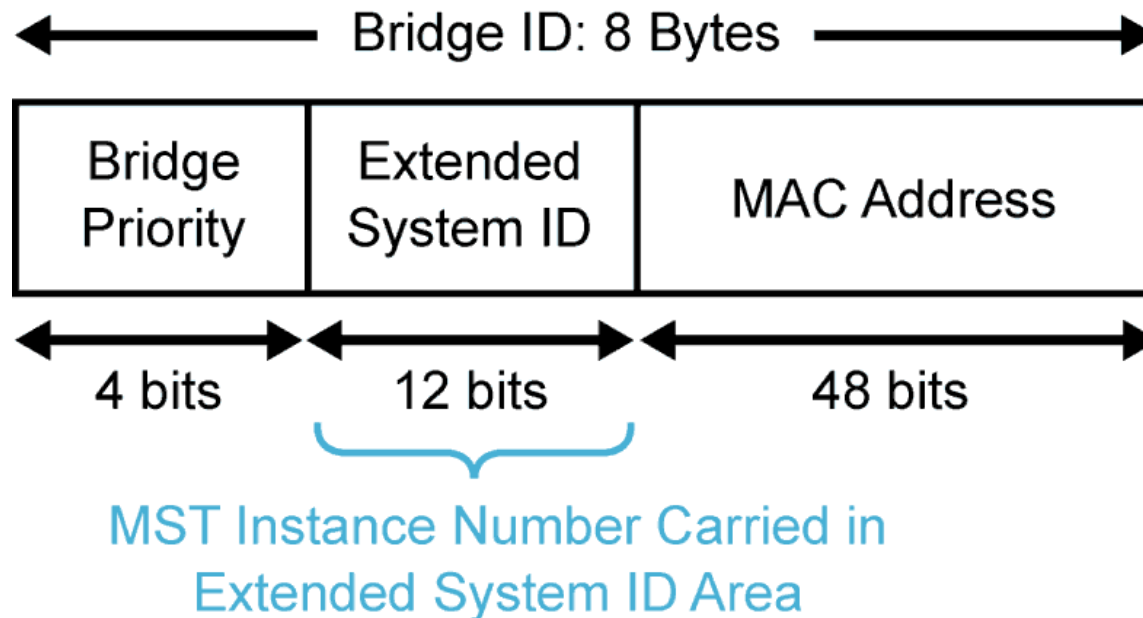 Bridge ID: 8 Bytes
Bridge
Priority
Extended
System ID
MAC Address
4 bits
12 bits
48 bits
MST Instance Number Carried in
Extended System ID Area